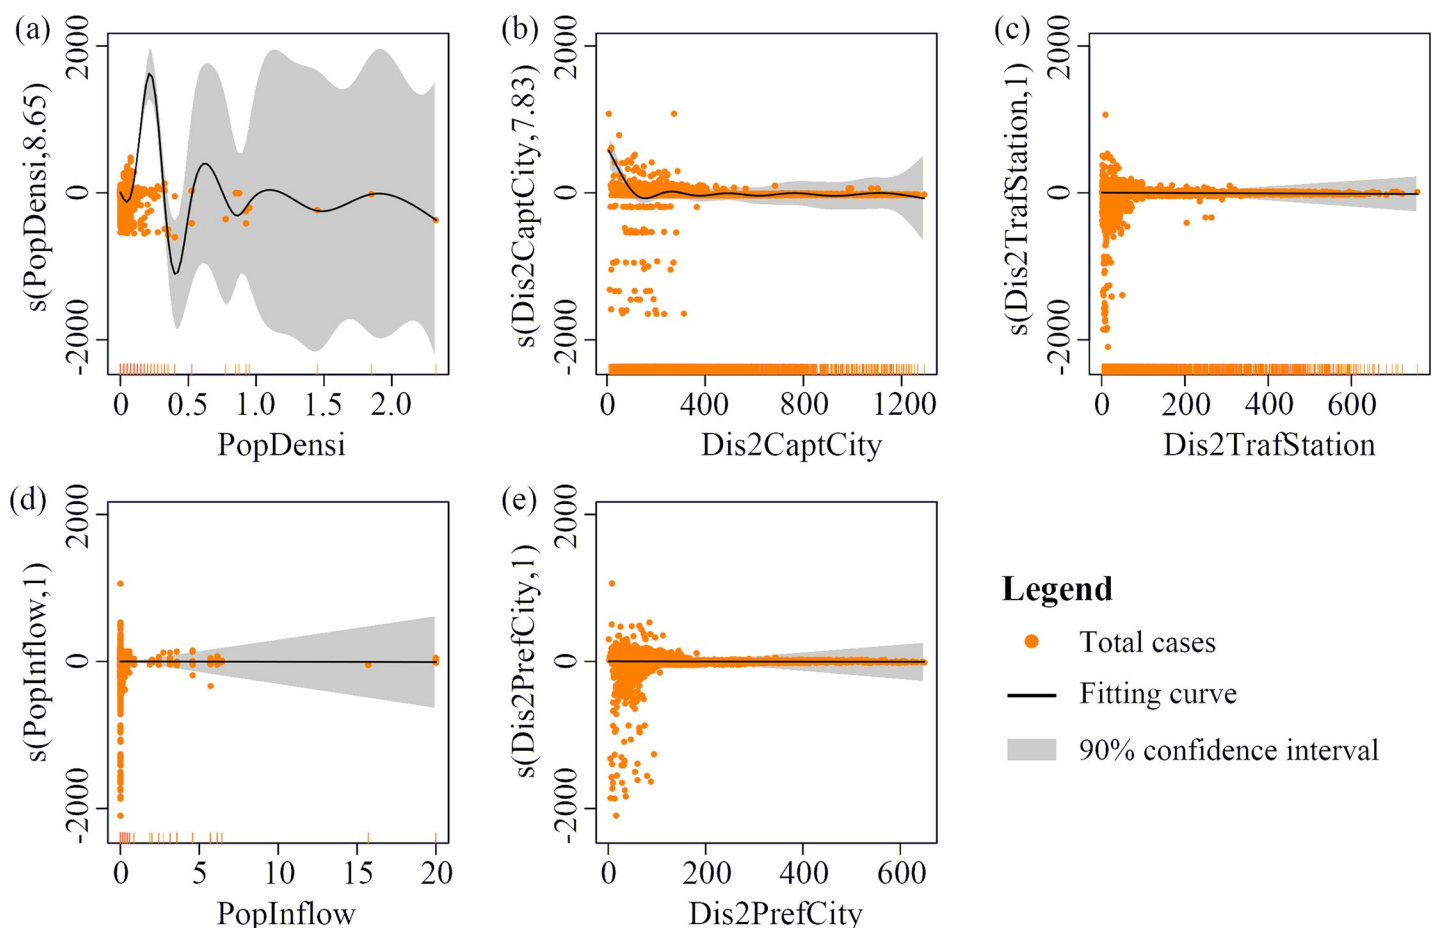 (a)
2000
0
-2000
s(PopDensi,8.65)
0 0.5 1.0 1.5 2.0
PopDensi
(b)
2000
0
-2000
s(Dis2CaptCity,7.83)
0 400 800 1200
Dis2CaptCity
(c)
2000
0
-2000
s(Dis2TrafStation,1)
0 200 400 600
Dis2TrafStation
(d)
2000
0
-2000
s(PopInflow,1)
0 5 10 15 20
PopInflow
(e)
2000
0
-2000
s(Dis2PrefCity,1)
0 200 400 600
Dis2PrefCity
Legend
Total cases
Fitting curve
90% confidence interval